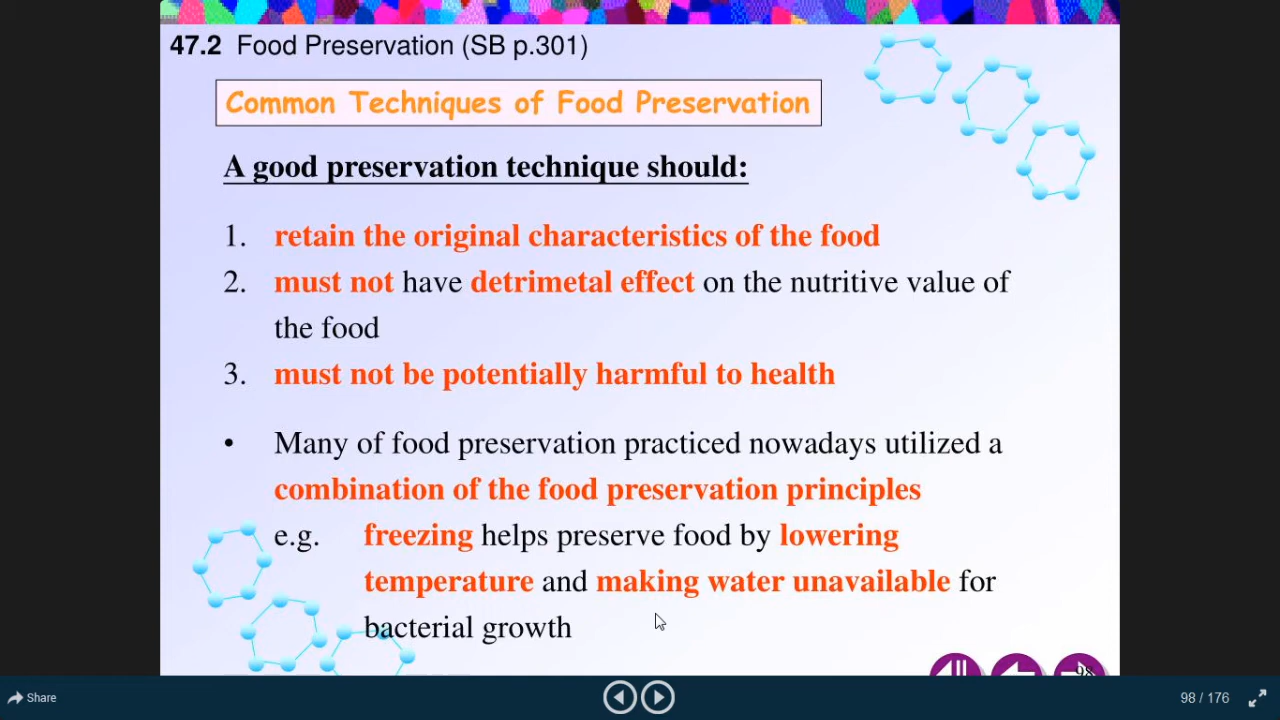 47.2 Food Preservation (SB p.301)
Common Techniques of Food Preservation
A good preservation technique should:
1. retain the original characteristics of the food
2. must not have detrimetal effect on the nutritive value of
the food
3. must not be potentially harmful to health
• Many of food preservation practiced nowadays utilized a
combination of the food preservation principles
e.g. freezing helps preserve food by lowering
temperature and making water unavailable for
bacterial growth
98
Share
98 / 176